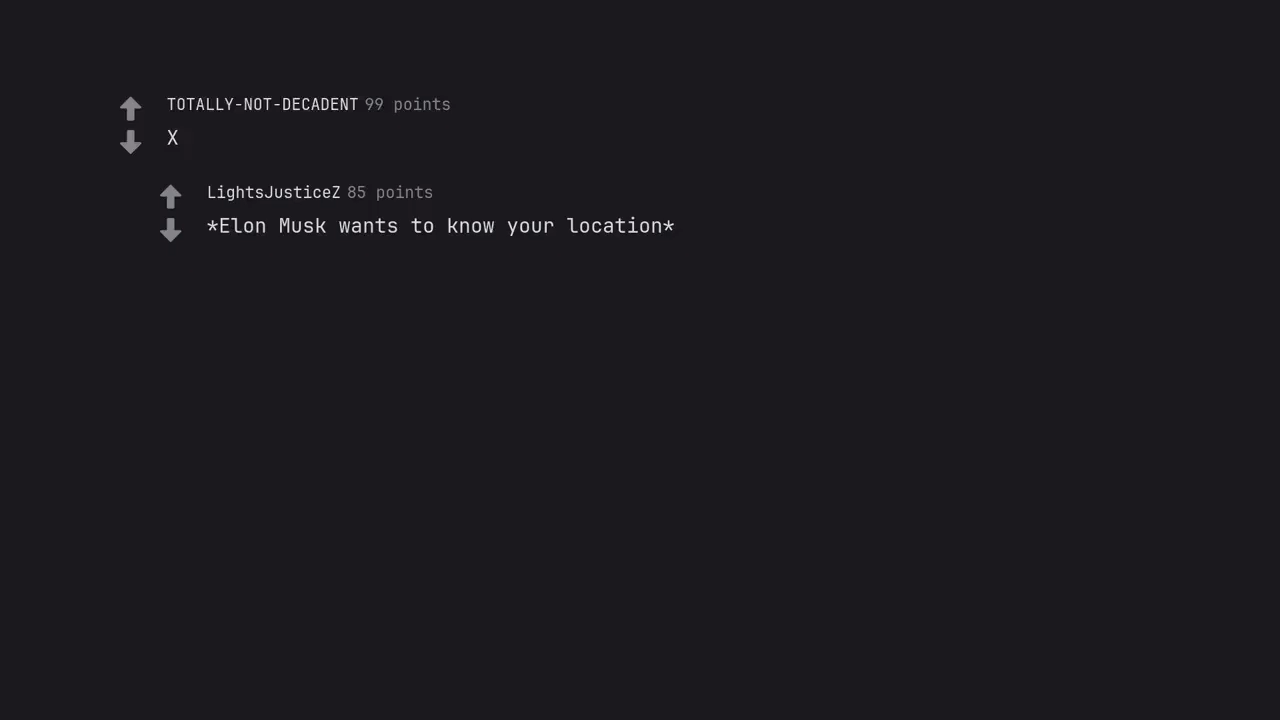 TOTALLY-NOT-DECADENT 99 points
X
LightsJusticeZ 85 points
*Elon Musk wants to know your location*